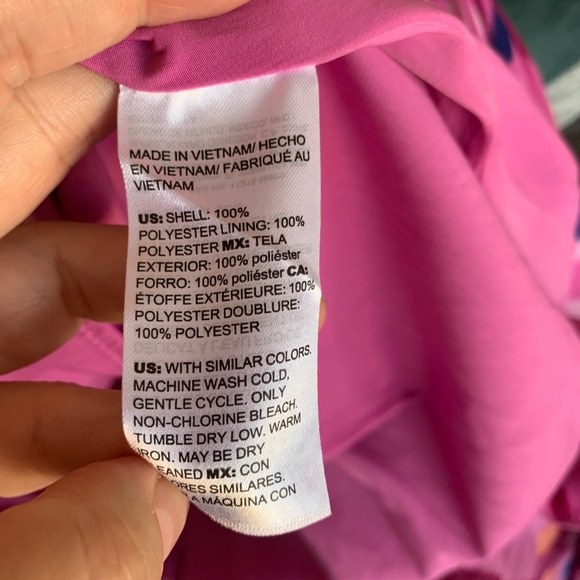 MADE IN VIETNAM/ HECHO
EN VIETNAM/ FABRIQUÉ AU
VIETNAM
US: SHELL: 100%
POLYESTER LINING: 100%
POLYESTER MX: TELA
EXTERIOR: 100% poliéster
FORRO: 100% poliéster CA:
ÉTOFFE EXTÉRIEURE: 100%
POLYESTER DOUBLURE:
100% POLYESTER
US: WITH SIMILAR COLORS.
MACHINE WASH COLD,
GENTLE CYCLE. ONLY
NON-CHLORINE BLEACH.
TUMBLE DRY LOW. WARM
IRON. MAY BE DRY
CLEANED MX: CON
ORES SIMILARES.
A MÁQUINA CON